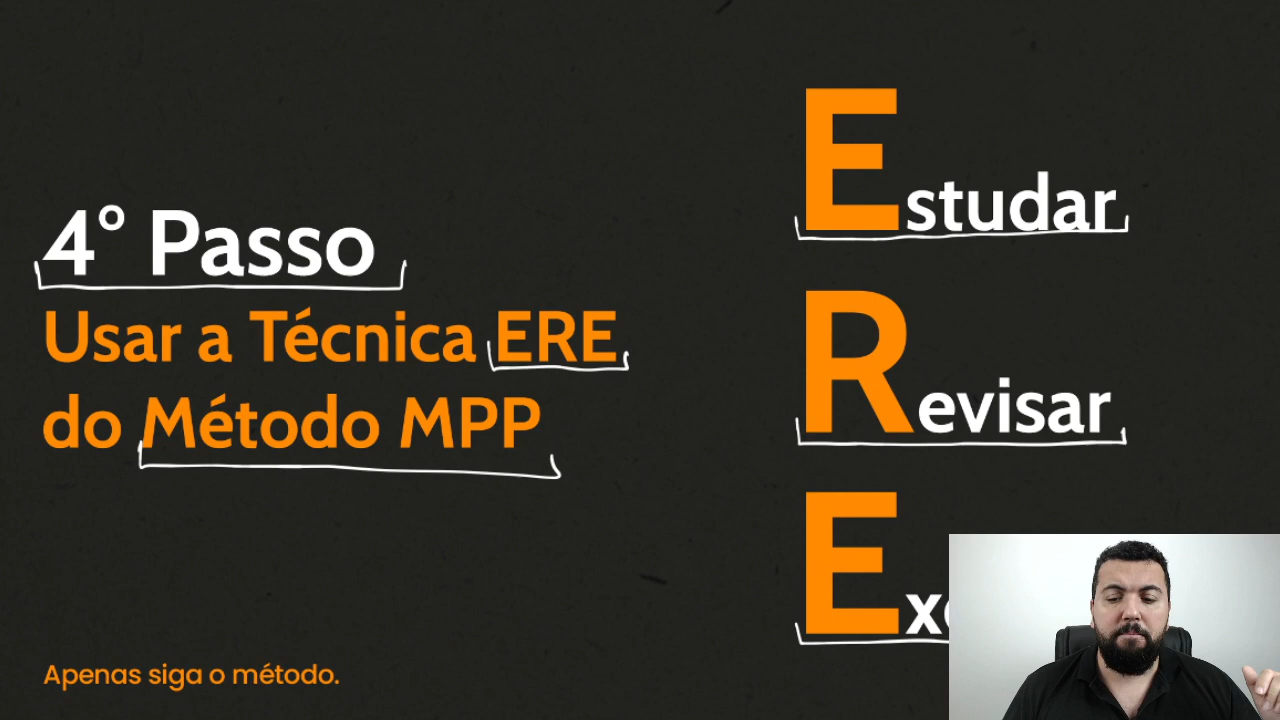 4° Passo
Usar a Técnica ERE
do Método MPP
Apenas siga o método.
Estudar
Revisar